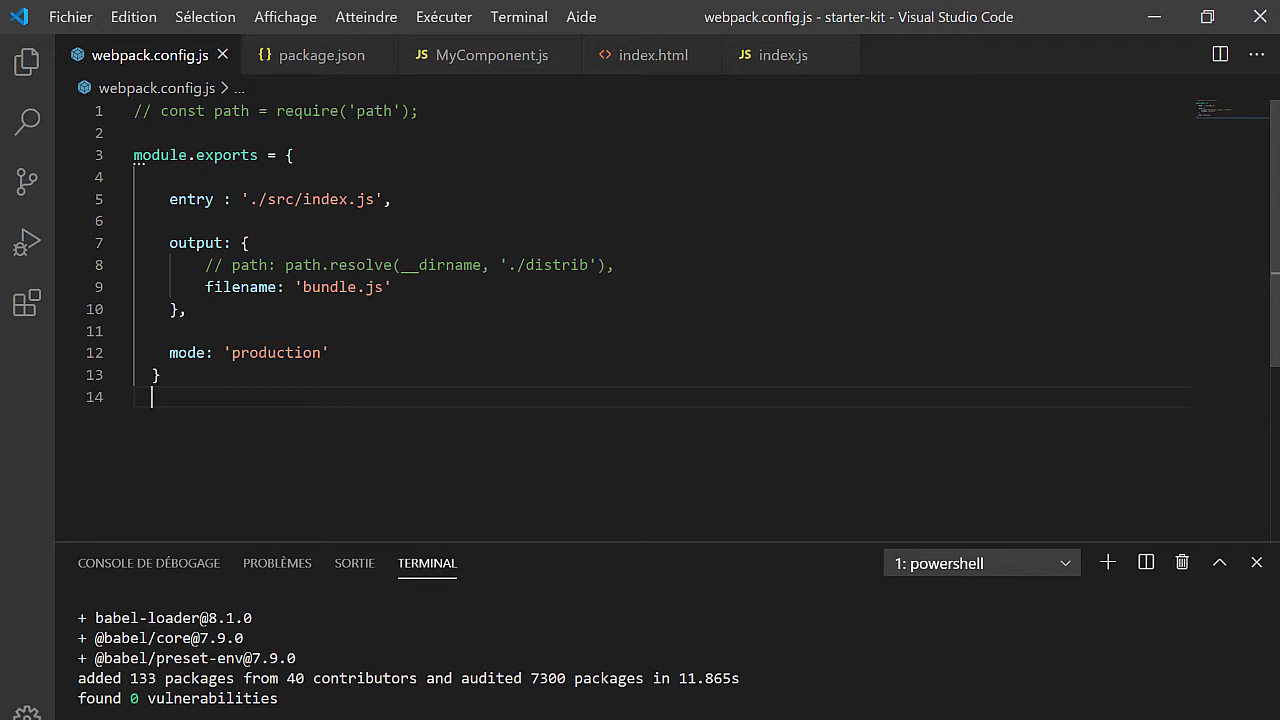 Fichier Edition Sélection Affichage Atteindre Exécuter Terminal Aide webpack.config.js - starter-kit - Visual Studio Code
webpack.config.js {} package.json JS MyComponent.js <> index.html JS index.js
webpack.config.js > ...
1 // const path = require('path');
2
3 module.exports = {
4
5 entry : './src/index.js',
6
7 output: {
8 // path: path.resolve(__dirname, './distrib'),
9 filename: 'bundle.js'
10 },
11
12 mode: 'production'
13 }
14
CONSOLE DE DÉBOGAGE PROBLÈMES SORTIE TERMINAL 1: powershell
+ babel-loader@8.1.0
+ @babel/core@7.9.0
+ @babel/preset-env@7.9.0
added 133 packages from 40 contributors and audited 7300 packages in 11.865s
found 0 vulnerabilities